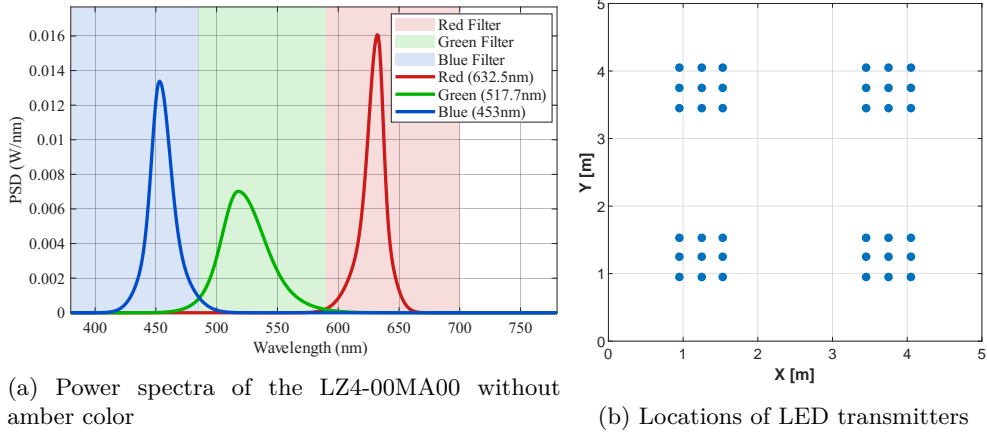 0.016
0.014
0.012
0.01
0.008
0.006
0.004
0.002
0
PSD (W/nm)
Red Filter
Green Filter
Blue Filter
Red (632.5nm)
Green (517.7nm)
Blue (453nm)
400 450 500 550 600 650 700 750
Wavelength (nm)
(a) Power spectra of the LZ4-00MA00 without
amber color
5
4
3
2
1
0
Y [m]
0 1 2 3 4 5
X [m]
(b) Locations of LED transmitters